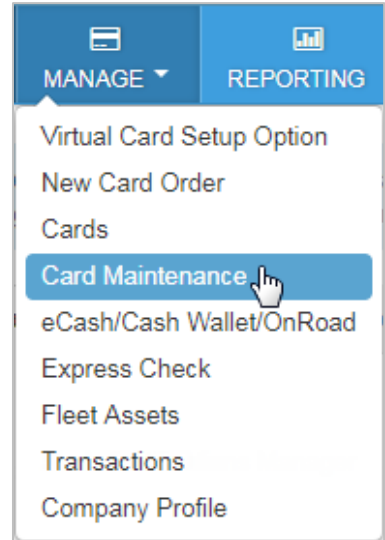 MANAGE
REPORTING
Virtual Card Setup Option
New Card Order
Cards
Card Maintenance
eCash/Cash Wallet/OnRoad
Express Check
Fleet Assets
Transactions
Company Profile